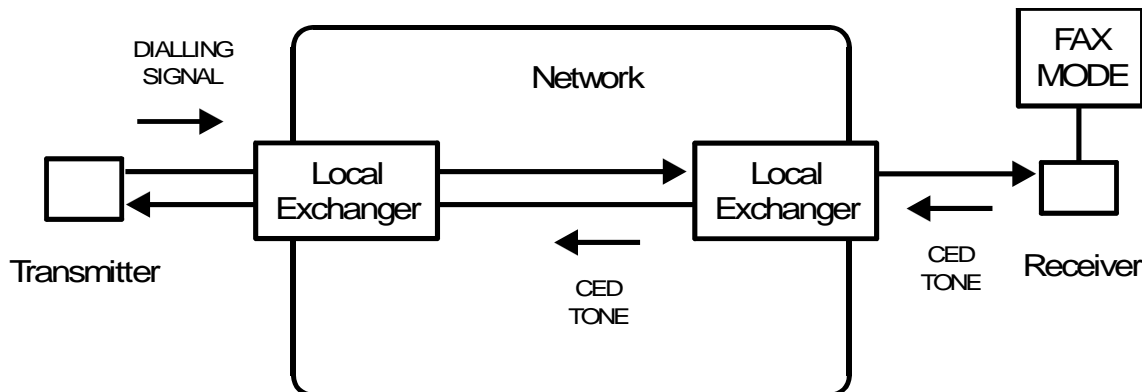 DIALLING
SIGNAL
Network
FAX
MODE
Local
Exchanger
Local
Exchanger
Transmitter
CED
TONE
CED
TONE
Receiver